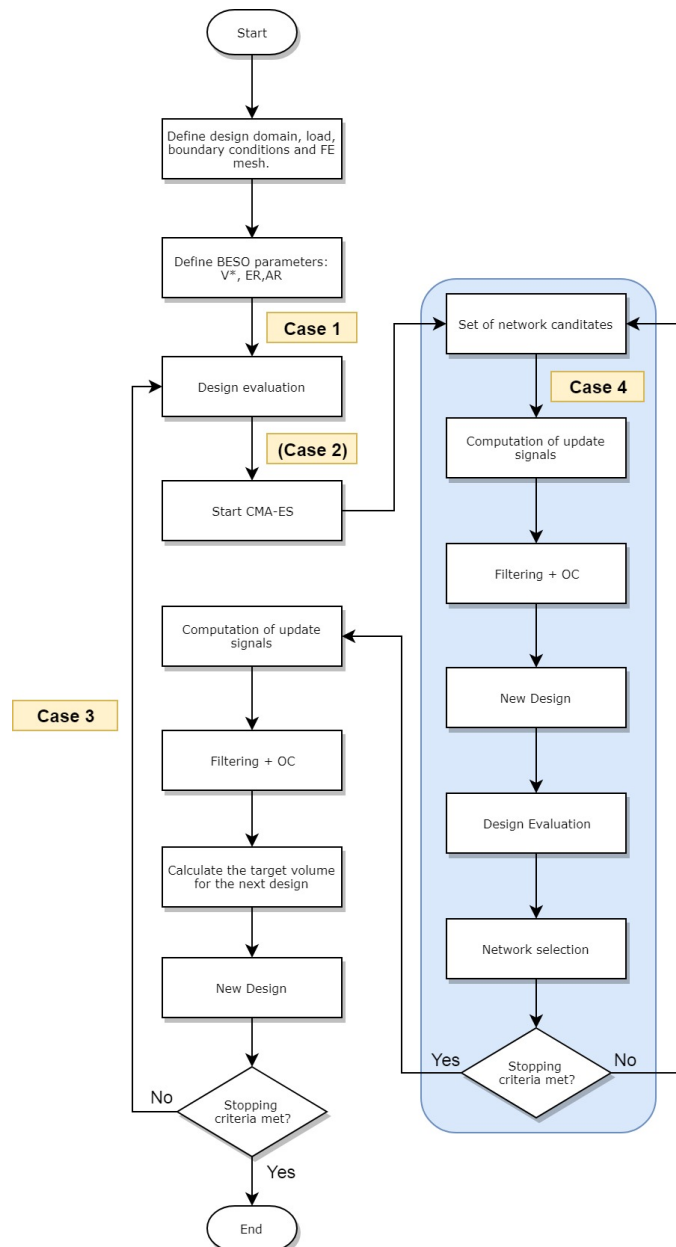 Start
Define design domain, load,
boundary conditions and FE
mesh.
Define BESO parameters:
V*, ER,AR
Case 1
Design evaluation
(Case 2)
Start CMA-ES
Set of network canditates
Case 4
Computation of update
signals
Filtering + OC
New Design
Design Evaluation
Network selection
Stopping
criteria met?
Yes
No
Computation of update
signals
Case 3
Filtering + OC
Calculate the target volume
for the next design
New Design
Stopping
criteria met?
No
Yes
End